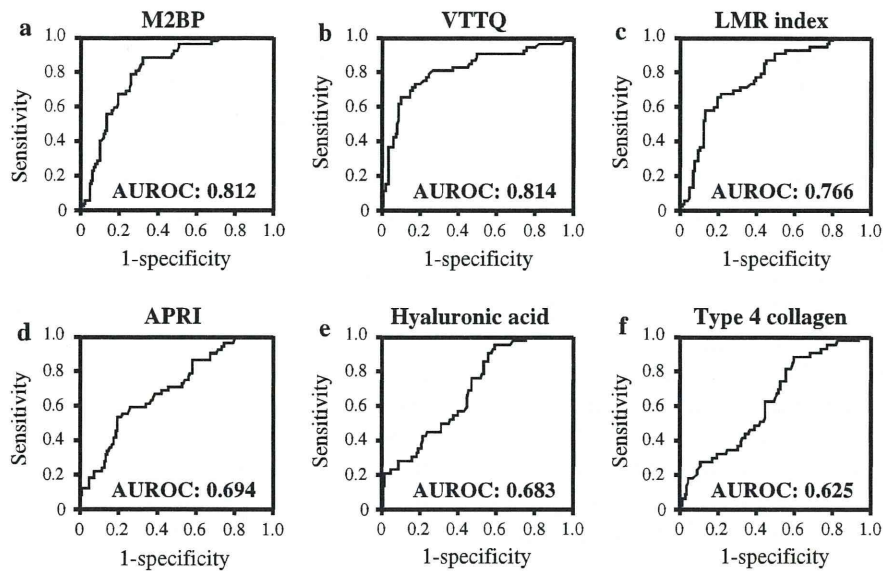 a M2BP
1.0
0.8
0.6
0.4
0.2
0
Sensitivity
AUROC: 0.812
0 0.2 0.4 0.6 0.8 1.0
1-specificity
b VTTQ
1.0
0.8
0.6
0.4
0.2
0
Sensitivity
AUROC: 0.814
0 0.2 0.4 0.6 0.8 1.0
1-specificity
c LMR index
1.0
0.8
0.6
0.4
0.2
0
Sensitivity
AUROC: 0.766
0 0.2 0.4 0.6 0.8 1.0
1-specificity
d APRI
1.0
0.8
0.6
0.4
0.2
0
Sensitivity
AUROC: 0.694
0 0.2 0.4 0.6 0.8 1.0
1-specificity
e Hyaluronic acid
1.0
0.8
0.6
0.4
0.2
0
Sensitivity
AUROC: 0.683
0 0.2 0.4 0.6 0.8 1.0
1-specificity
f Type 4 collagen
1.0
0.8
0.6
0.4
0.2
0
Sensitivity
AUROC: 0.625
0 0.2 0.4 0.6 0.8 1.0
1-specificity